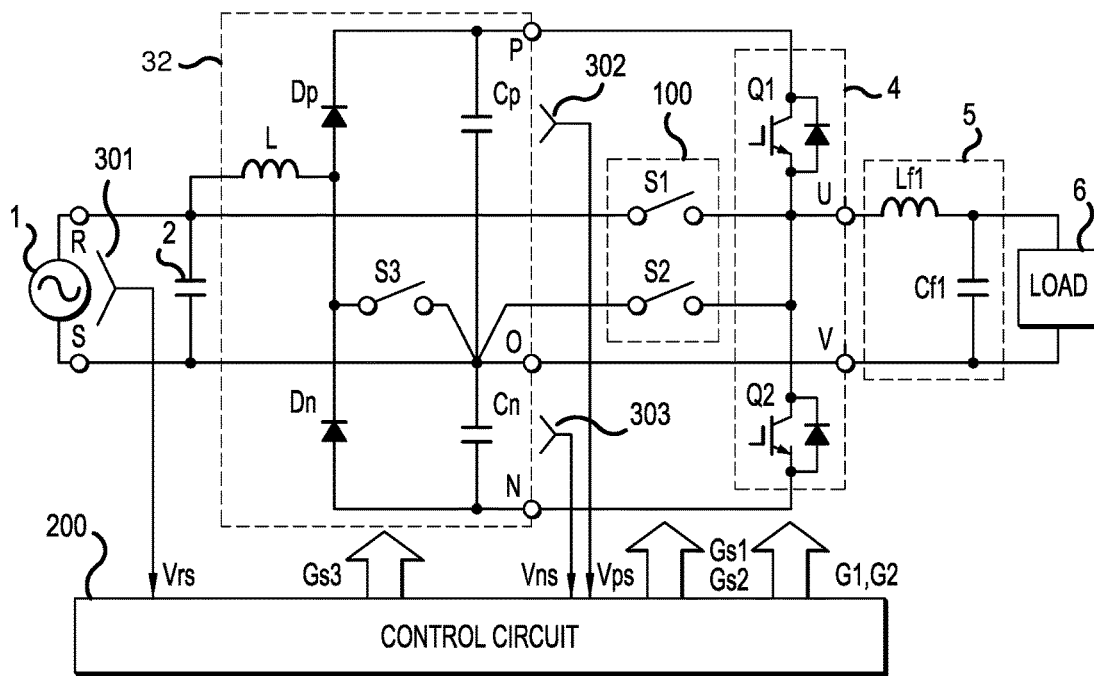 32
P
302
4
Dp
Cp
Q1
100
5
L
301
S1
U
Lf1
1
R
2
6
S3
S2
LOAD
Cf1
S
O
V
Dn
Cn
303
Q2
N
200
Vrs
Gs3
Vns
Vps
Gs1
Gs2
G1,G2
CONTROL CIRCUIT